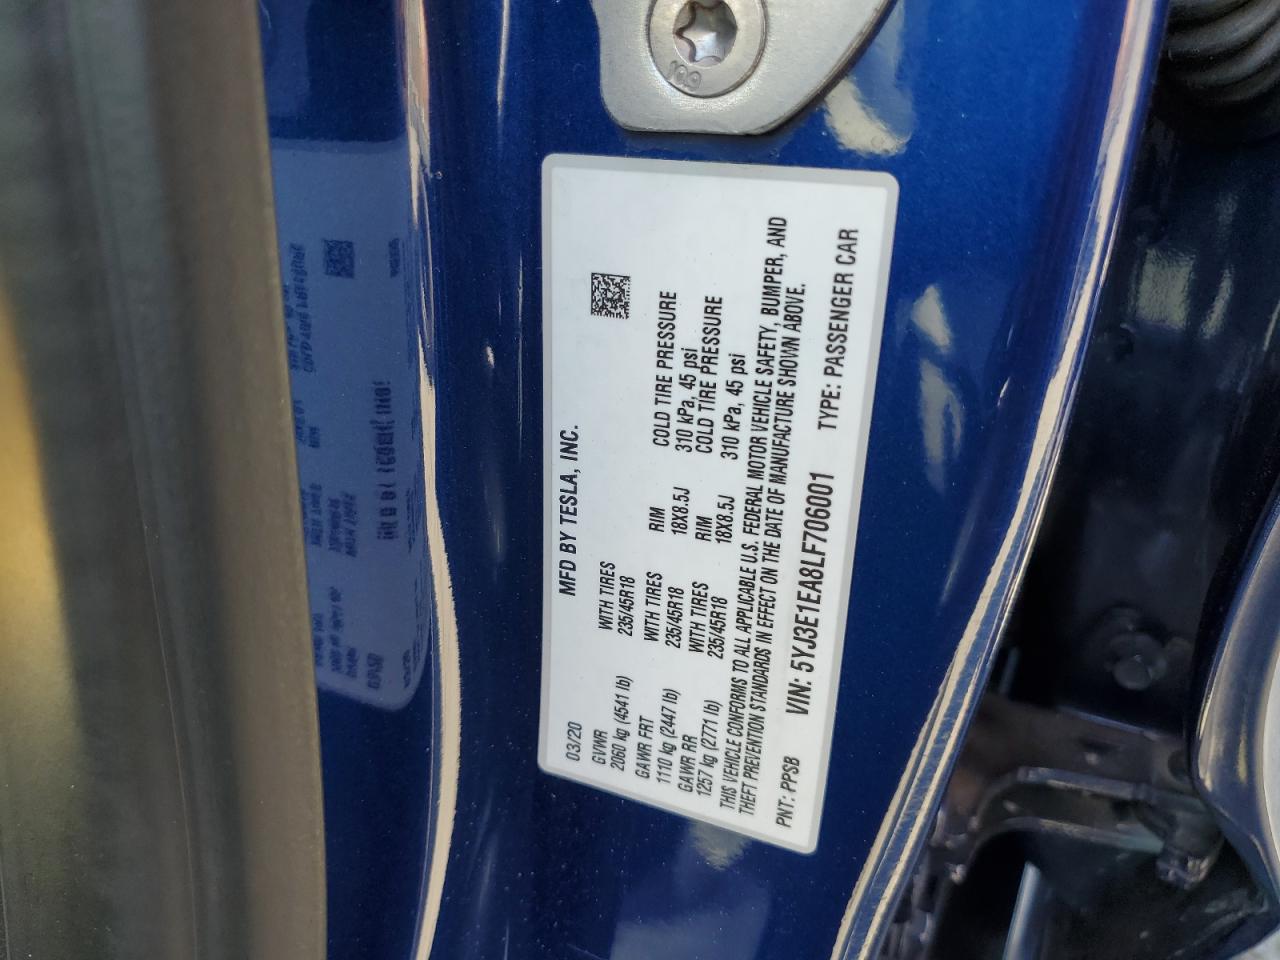 109
MFD BY TESLA, INC.
03/20
GVWR WITH TIRES
2060 kg (4541 lb) 235/45R18
GAWR FRT WITH TIRES RIM COLD TIRE PRESSURE
1110 kg (2447 lb) 235/45R18 18X8.5J 310 kPa, 45 psi
GAWR RR WITH TIRES RIM COLD TIRE PRESSURE
1257 kg (2771 lb) 235/45R18 18X8.5J 310 kPa, 45 psi
THIS VEHICLE CONFORMS TO ALL APPLICABLE U.S. FEDERAL MOTOR VEHICLE SAFETY, BUMPER, AND
THEFT PREVENTION STANDARDS IN EFFECT ON THE DATE OF MANUFACTURE SHOWN ABOVE.
PNT: PPSB VIN: 5YJ3E1EA8LF706001 TYPE: PASSENGER CAR